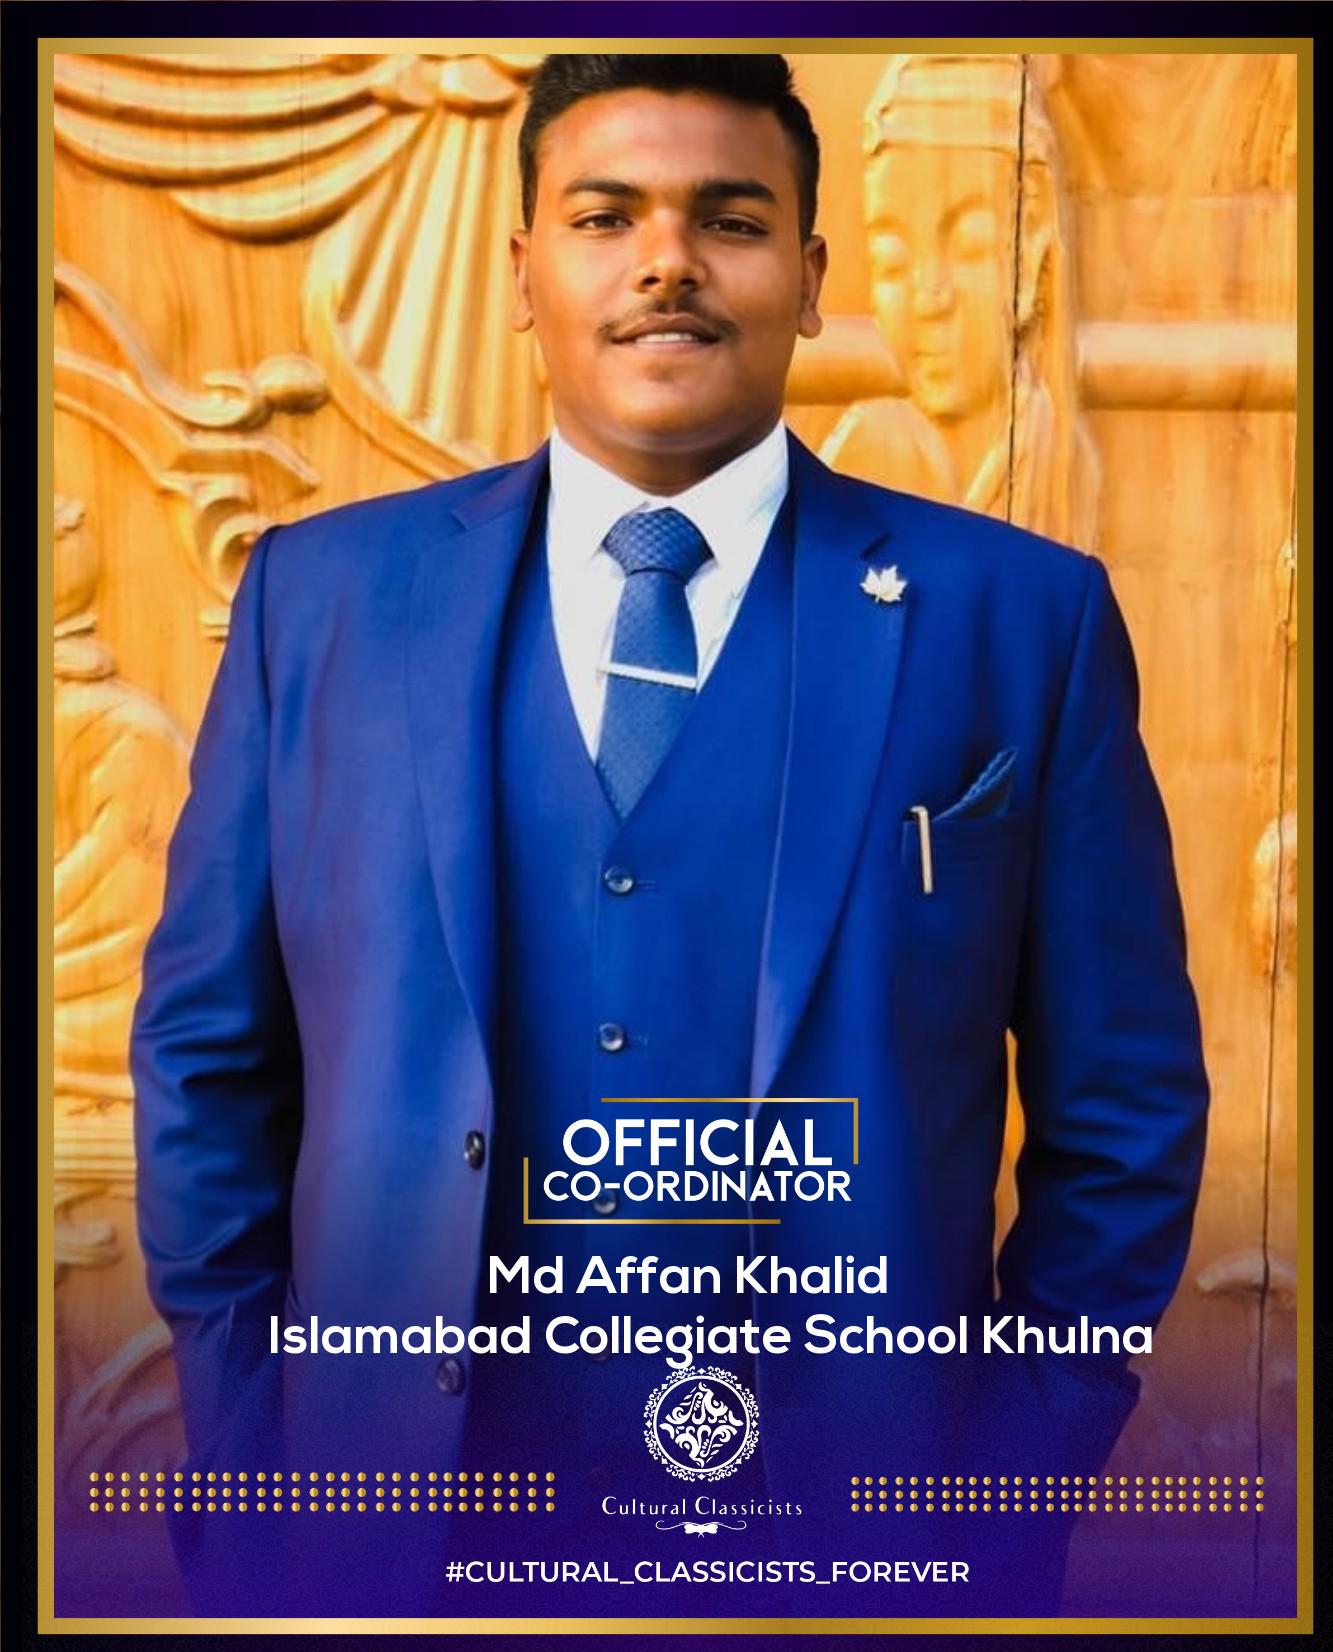 OFFICIAL
CO-ORDINATOR
Md Affan Khalid
Islamabad Collegiate School Khulna
Cultural Classicists
#CULTURAL_CLASSICISTS_FOREVER